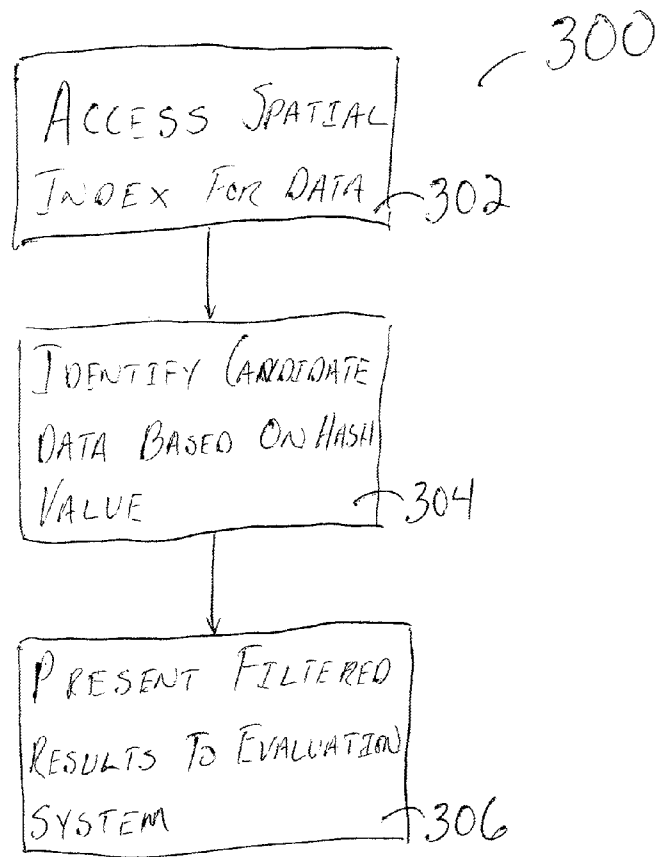 300
ACCESS SPATIAL
INDEX FOR DATA
302
IDENTIFY CANDIDATE
DATA BASED ON HASH
VALUE
304
PRESENT FILTERED
RESULTS TO EVALUATION
SYSTEM
306